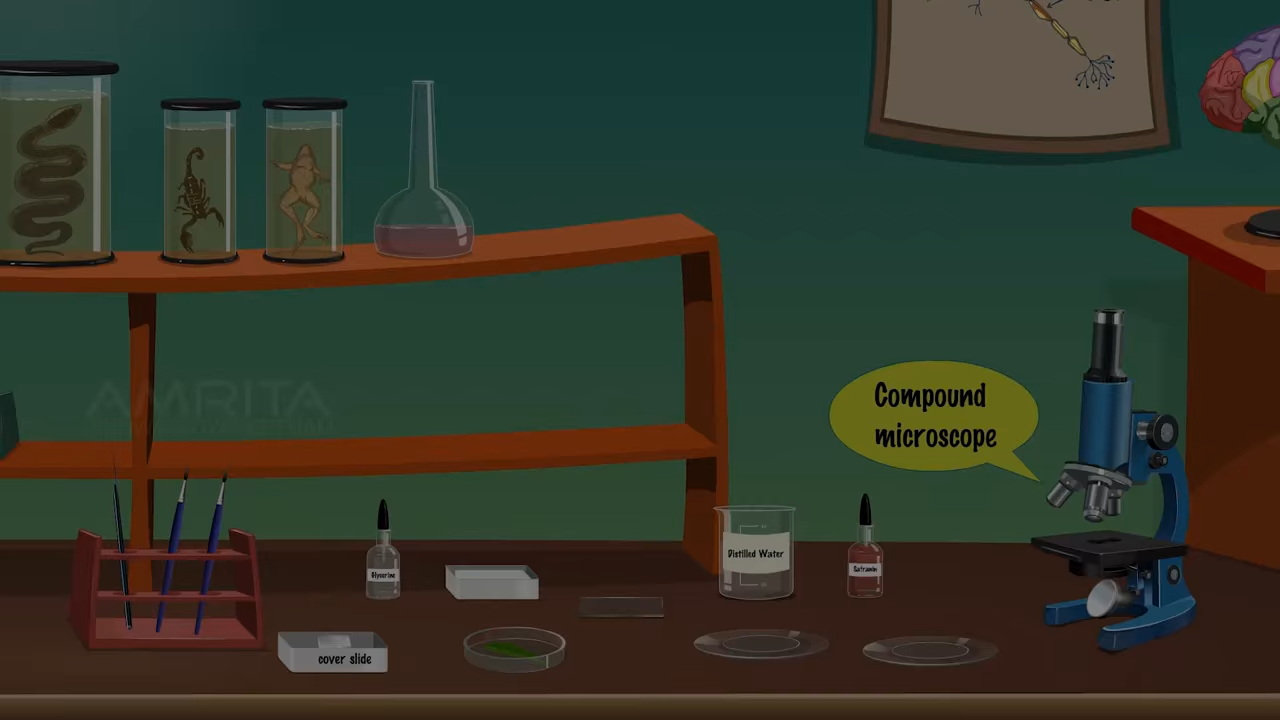 AMRITA
Compound
microscope
Distilled Water
Glycerine
Safranin
cover slide